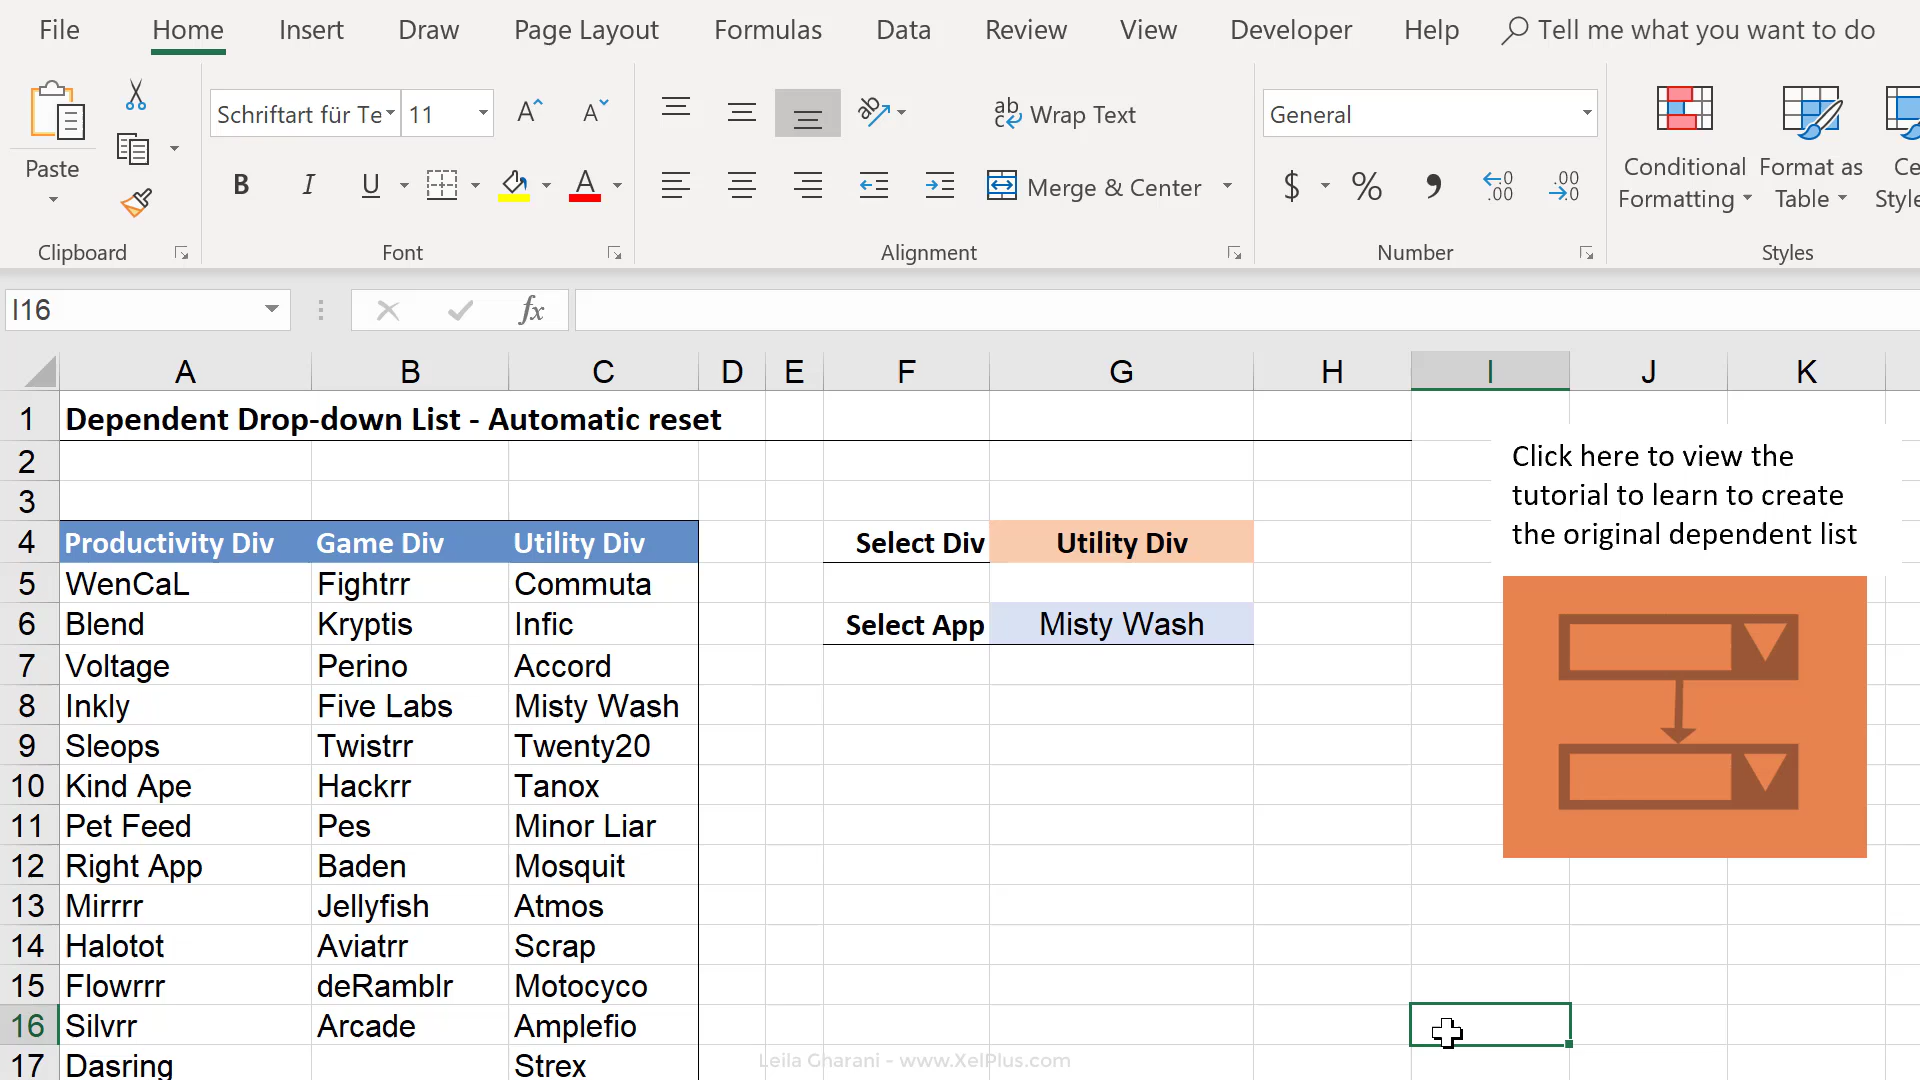 File Home Insert Draw Page Layout Formulas Data Review View Developer Help Tell me what you want to do
Schriftart für Te 11 Wrap Text General
Paste Conditional Formatting Format as Table Ce Style
B I U A Merge & Center $ % , .00 .00
Clipboard Font Alignment Number Styles
I16 fx
A B C D E F G H I J K
1 Dependent Drop-down List - Automatic reset
2
Click here to view the
tutorial to learn to create
the original dependent list
3
4 Productivity Div Game Div Utility Div Select Div Utility Div
5 WenCaL Fightrr Commuta
6 Blend Kryptis Infic Select App Misty Wash
7 Voltage Perino Accord
8 Inkly Five Labs Misty Wash
9 Sleops Twistrr Twenty20
10 Kind Ape Hackrr Tanox
11 Pet Feed Pes Minor Liar
12 Right App Baden Mosquit
13 Mirrrr Jellyfish Atmos
14 Halotot Aviatrr Scrap
15 Flowrrr deRamblr Motocyco
16 Silvrr Arcade Amplefio
17 Dasring Strex
Leila Gharani - www.XelPlus.com